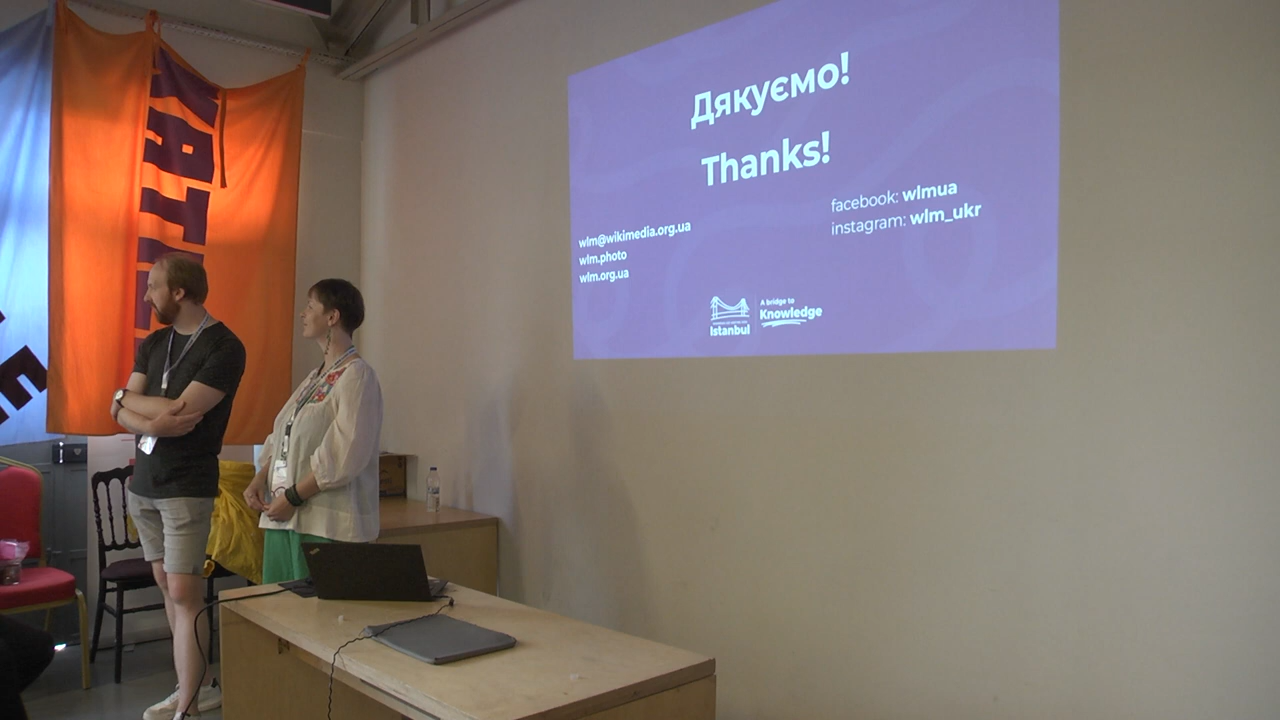 Дякуємо!
Thanks!
facebook: wlmua
instagram: wlm_ukr
wlm@wikimedia.org.ua
wlm.photo
wlm.org.ua
Istanbul
A bridge to
Knowledge